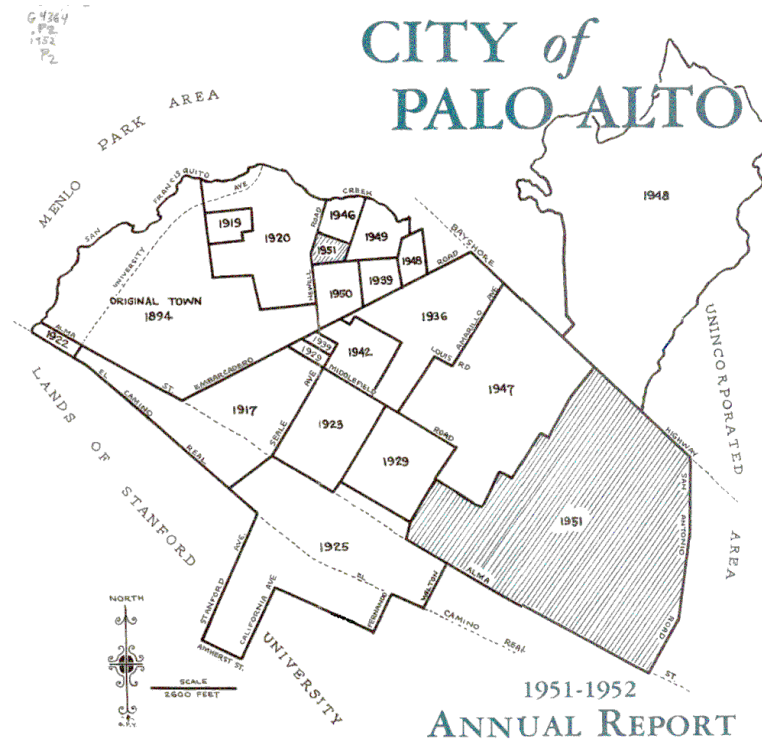 G 4364
.P2
1952
P2
CITY of
PALO ALTO
MENLO PARK AREA
SAN FRANCISQUITO CREEK
UNIVERSITY AVE
1919
1920
NEWELL ROAD
1946
1951
1949
1948
1950
1939
BAYSHORE HIGHWAY
1948
ORIGINAL TOWN
1894
ALMA ST.
1922
EMBARCADERO ROAD
1936
AMARILLO AVE
LOUIS RD
1939
1929
1942
MIDDLEFIELD ROAD
1947
EL CAMINO REAL
1917
SEALE AVE
1923
1929
1925
1951
UNINCORPORATED AREA
SAN ANTONIO ROAD
LANDS OF STANFORD UNIVERSITY
STANFORD AVE
CALIFORNIA AVE
AMHERST ST.
FERNANDO
WILTON
EL CAMINO REAL
ALMA ST.
NORTH
SCALE
2600 FEET
1951-1952
ANNUAL REPORT